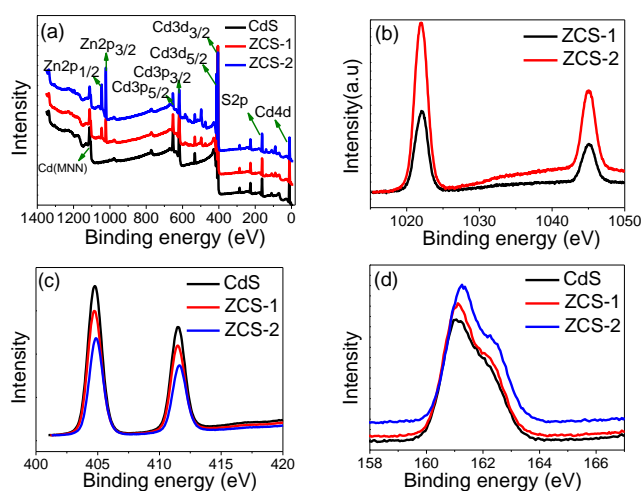 (a)
Cd3d3/2
CdS
ZCS-1
ZCS-2
Zn2p3/2
Zn2p1/2
Cd3d5/2
Cd3p3/2
Cd3p5/2
S2p
Cd4d
Cd(MNN)
Intensity
1400 1200 1000 800 600 400 200 0
Binding energy (eV)
(b)
ZCS-1
ZCS-2
Intensity(a.u)
1020 1030 1040 1050
Binding energy (eV)
(c)
CdS
ZCS-1
ZCS-2
Intensity
400 405 410 415 420
Binding energy (eV)
(d)
CdS
ZCS-1
ZCS-2
Intensity
158 160 162 164 166
Binding energy (eV)